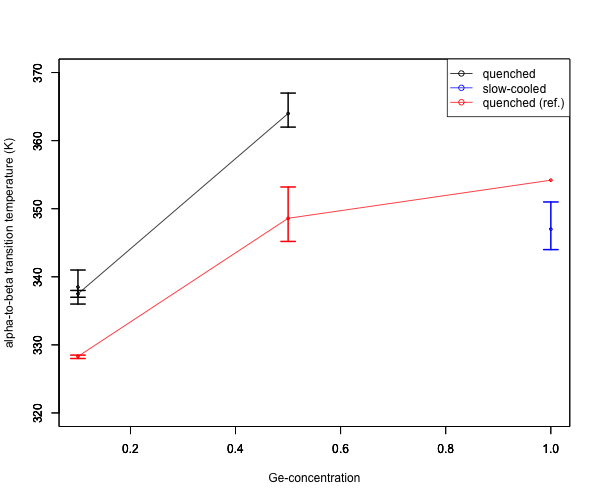 quenched
slow-cooled
quenched (ref.)
370
360
350
340
330
320
alpha-to-beta transition temperature (K)
0.2 0.4 0.6 0.8 1.0
Ge-concentration